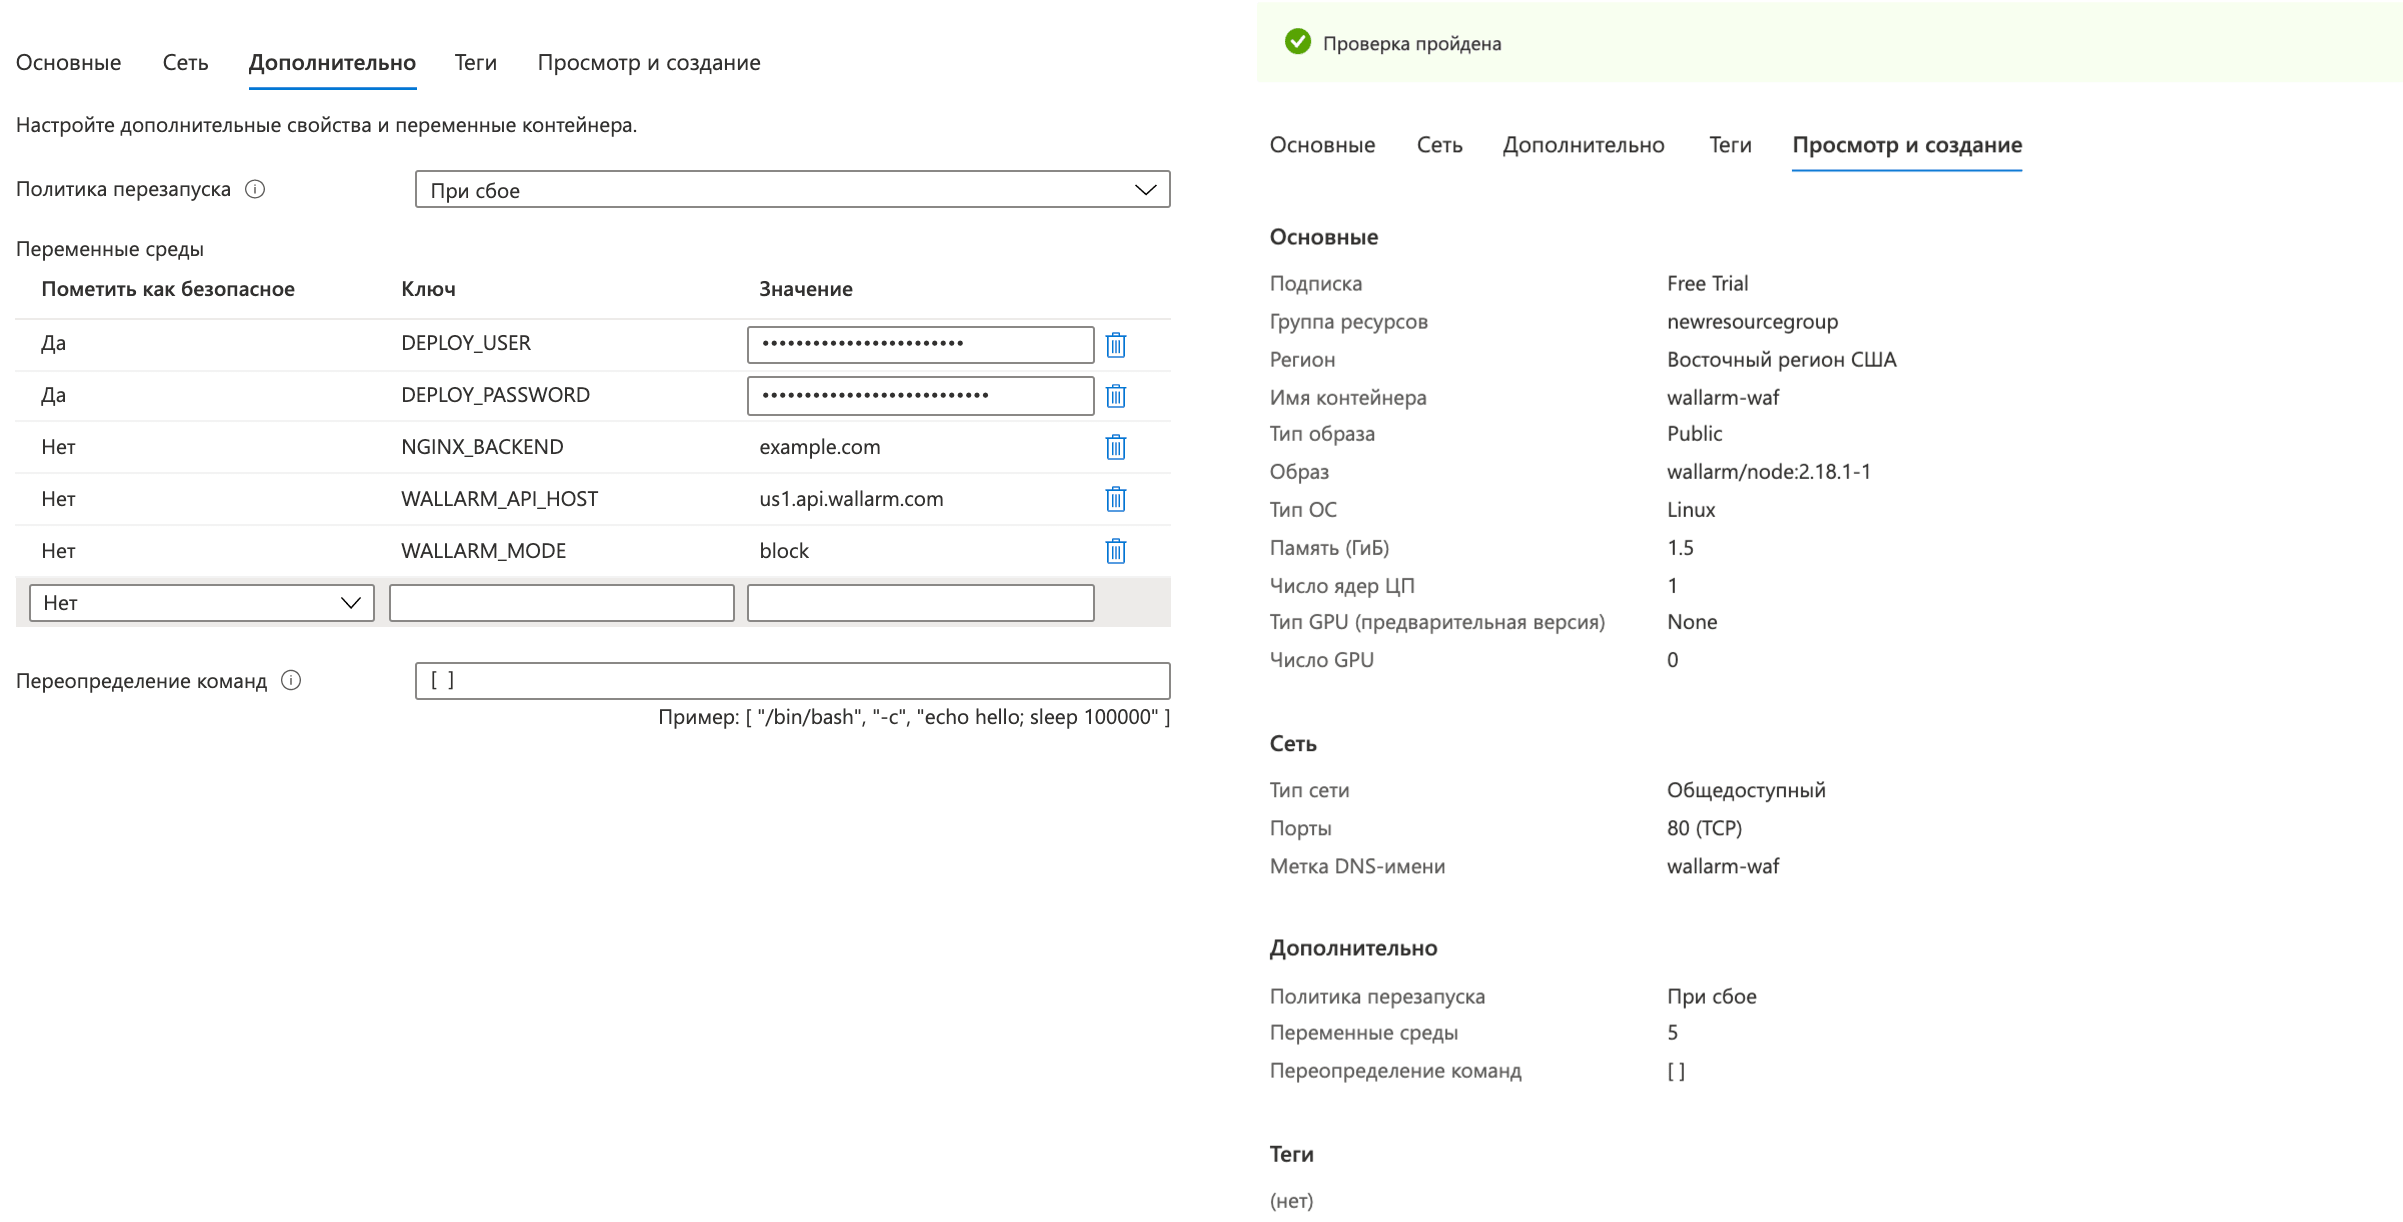 Основные Сеть Дополнительно Теги Просмотр и создание
Настройте дополнительные свойства и переменные контейнера.
Политика перезапуска При сбое
Переменные среды
Пометить как безопасное Ключ Значение
Да DEPLOY_USER ••••••••••••••••••••••••
Да DEPLOY_PASSWORD •••••••••••••••••••••••••••
Нет NGINX_BACKEND example.com
Нет WALLARM_API_HOST us1.api.wallarm.com
Нет WALLARM_MODE block
Нет
Переопределение команд [ ]
Пример: [ "/bin/bash", "-c", "echo hello; sleep 100000" ]
Проверка пройдена
Основные Сеть Дополнительно Теги Просмотр и создание
Основные
Подписка Free Trial
Группа ресурсов newresourcegroup
Регион Восточный регион США
Имя контейнера wallarm-waf
Тип образа Public
Образ wallarm/node:2.18.1-1
Тип ОС Linux
Память (ГиБ) 1.5
Число ядер ЦП 1
Тип GPU (предварительная версия) None
Число GPU 0
Сеть
Тип сети Общедоступный
Порты 80 (TCP)
Метка DNS-имени wallarm-waf
Дополнительно
Политика перезапуска При сбое
Переменные среды 5
Переопределение команд [ ]
Теги
(нет)